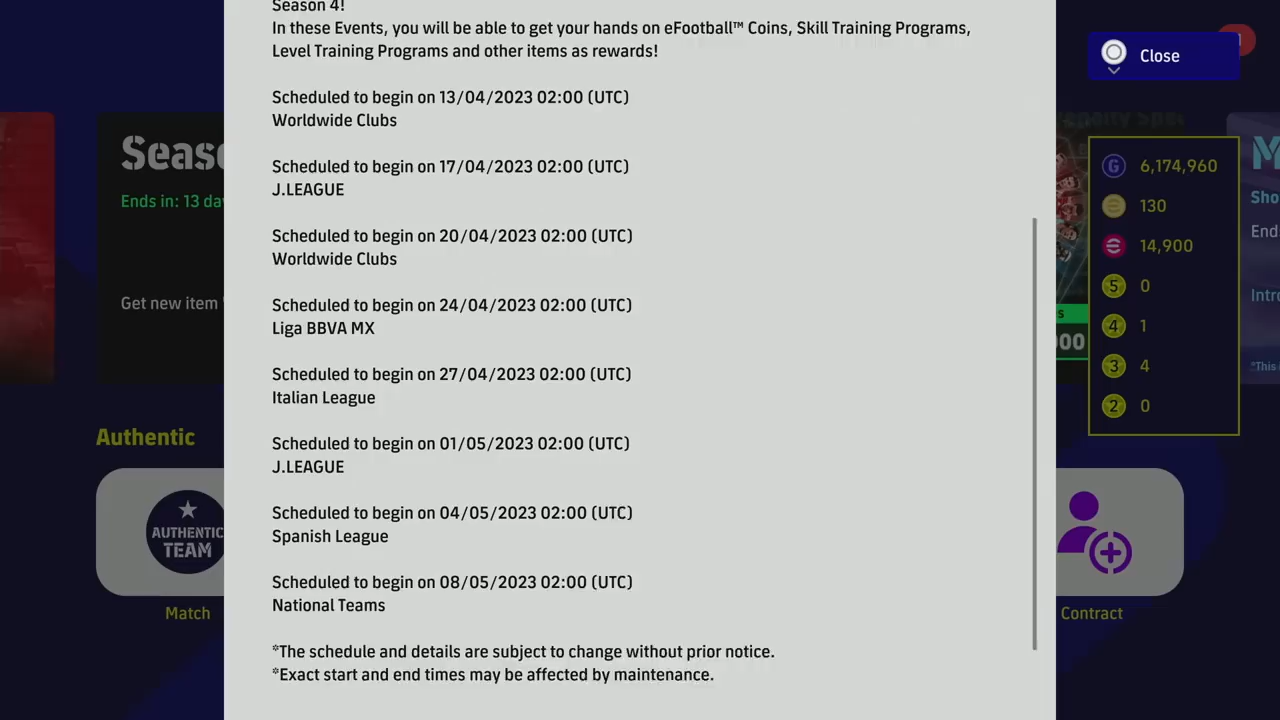 Season 4!
In these Events, you will be able to get your hands on eFootball™ Coins, Skill Training Programs,
Level Training Programs and other items as rewards!
Close
Scheduled to begin on 13/04/2023 02:00 (UTC)
Worldwide Clubs
Seaso
Scheduled to begin on 17/04/2023 02:00 (UTC)
J.LEAGUE
Ends in: 13 da
G 6,174,960
130
14,900
5 0
4 1
3 4
2 0
Sho
End
Intro
*This
Scheduled to begin on 20/04/2023 02:00 (UTC)
Worldwide Clubs
Get new item
Scheduled to begin on 24/04/2023 02:00 (UTC)
Liga BBVA MX
Scheduled to begin on 27/04/2023 02:00 (UTC)
Italian League
Authentic
Scheduled to begin on 01/05/2023 02:00 (UTC)
J.LEAGUE
AUTHENTIC
TEAM
Match
Scheduled to begin on 04/05/2023 02:00 (UTC)
Spanish League
Scheduled to begin on 08/05/2023 02:00 (UTC)
National Teams
Contract
*The schedule and details are subject to change without prior notice.
*Exact start and end times may be affected by maintenance.